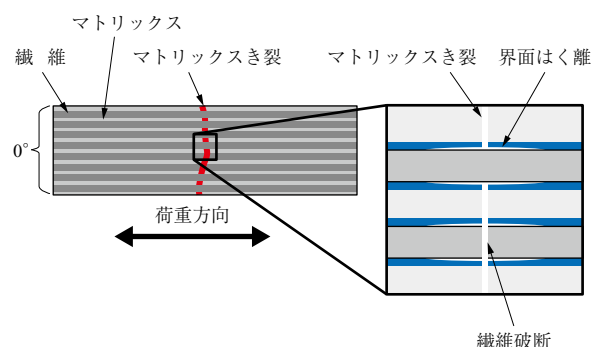 マトリックス
繊　維
マトリックスき裂
マトリックスき裂
界面はく離
0°
荷重方向
繊維破断